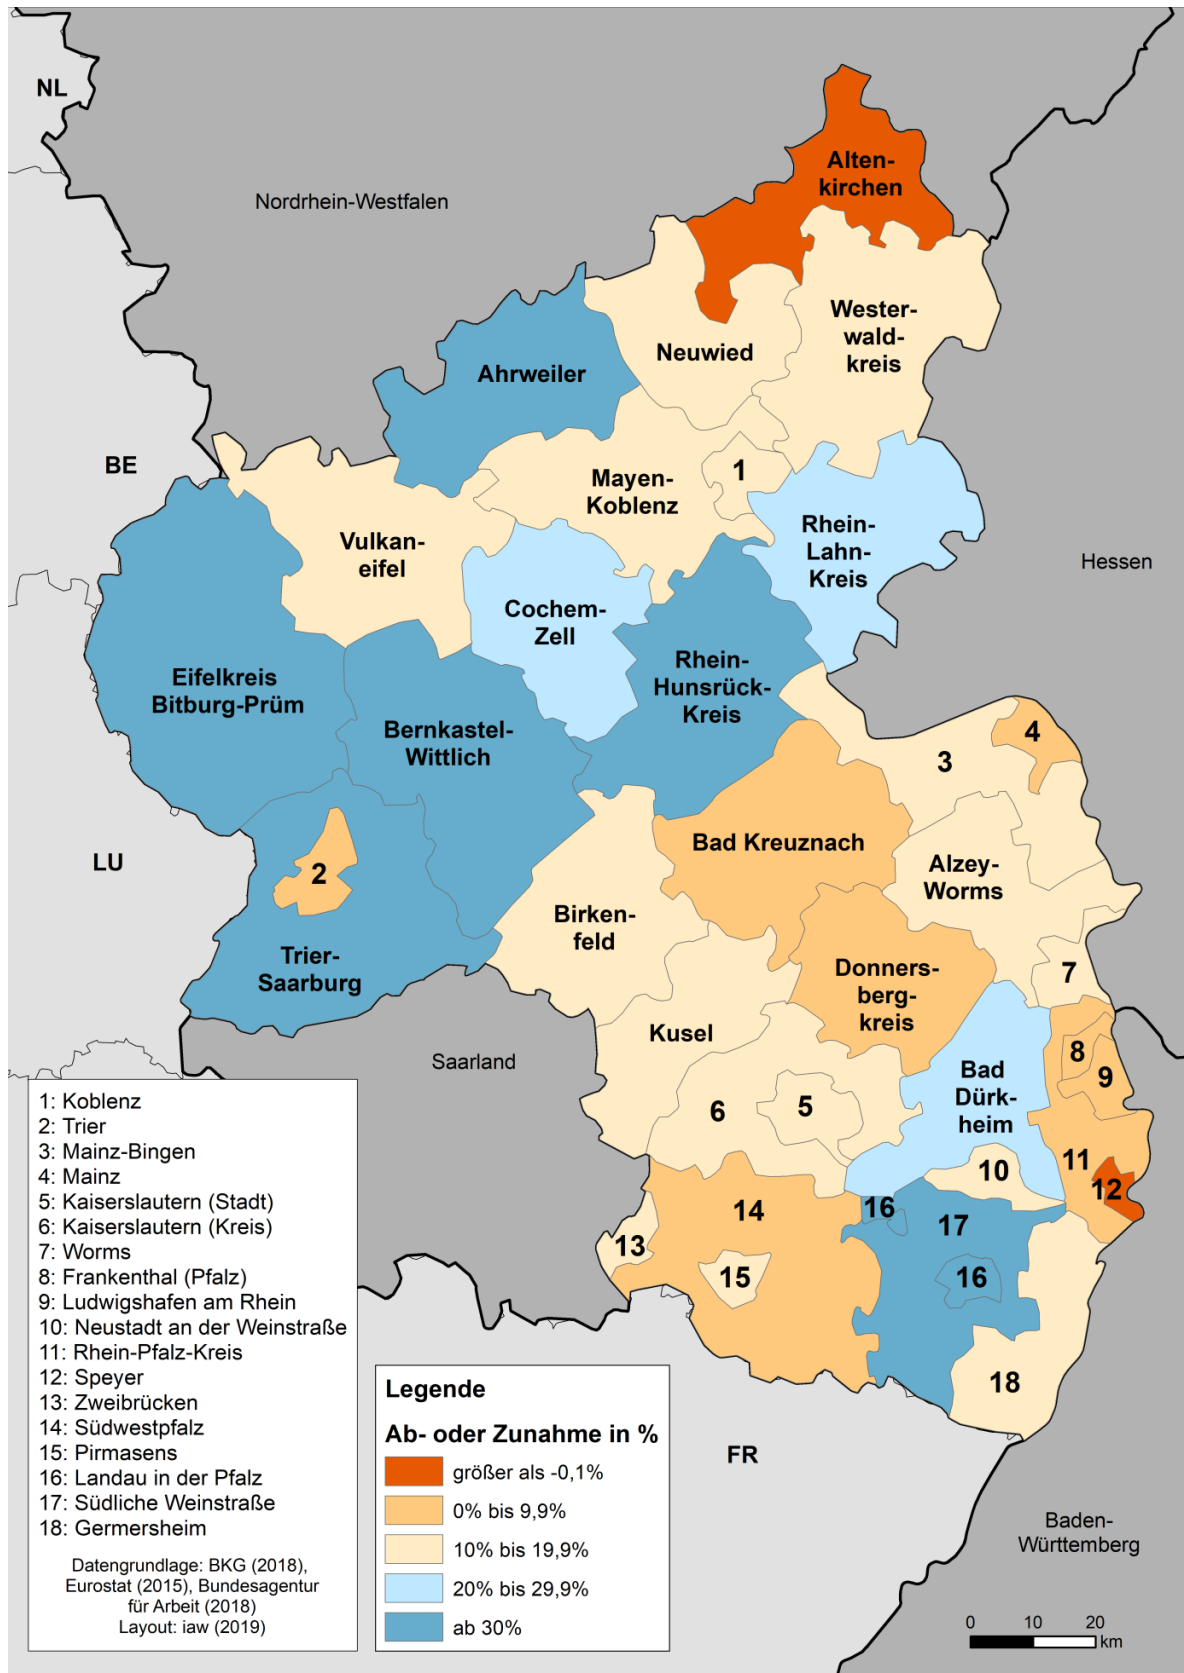 NL
Alten-
kirchen
Nordrhein-Westfalen
Wester-
wald-
kreis
Neuwied
Ahrweiler
BE
Mayen-
Koblenz
1
Rhein-
Lahn-
Kreis
Hessen
Vulkan-
eifel
Cochem-
Zell
Eifelkreis
Bitburg-Prüm
Rhein-
Hunsrück-
Kreis
Bernkastel-
Wittlich
4
3
Bad Kreuznach
LU
2
Alzey-
Worms
Birken-
feld
Trier-
Saarburg
Donners-
berg-
kreis
7
Kusel
Saarland
8
9
Bad
Dürk-
heim
6
5
11
10
12
14
16
17
13
15
16
18
1: Koblenz
2: Trier
3: Mainz-Bingen
4: Mainz
5: Kaiserslautern (Stadt)
6: Kaiserslautern (Kreis)
7: Worms
8: Frankenthal (Pfalz)
9: Ludwigshafen am Rhein
10: Neustadt an der Weinstraße
11: Rhein-Pfalz-Kreis
12: Speyer
13: Zweibrücken
14: Südwestpfalz
15: Pirmasens
16: Landau in der Pfalz
17: Südliche Weinstraße
18: Germersheim
Datengrundlage: BKG (2018),
Eurostat (2015), Bundesagentur
für Arbeit (2018)
Layout: iaw (2019)
Legende
Ab- oder Zunahme in %
größer als -0,1%
0% bis 9,9%
10% bis 19,9%
20% bis 29,9%
ab 30%
FR
Baden-
Württemberg
0 10 20
km